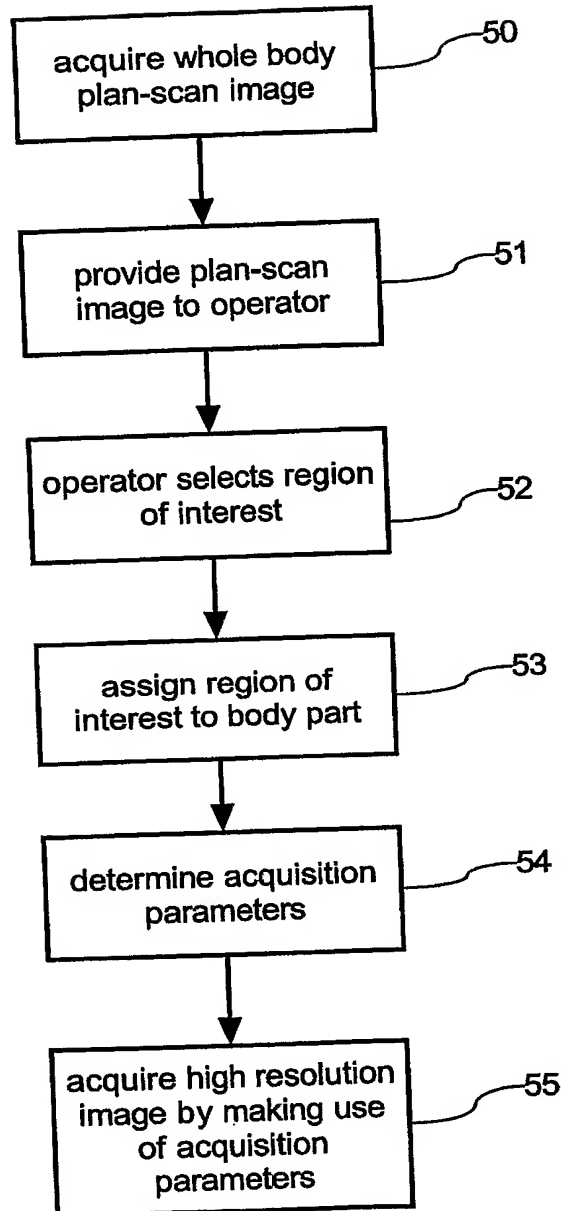 acquire whole body
plan-scan image
50
provide plan-scan
image to operator
51
operator selects region
of interest
52
assign region of
interest to body part
53
determine acquisition
parameters
54
acquire high resolution
image by making use
of acquisition
parameters
55